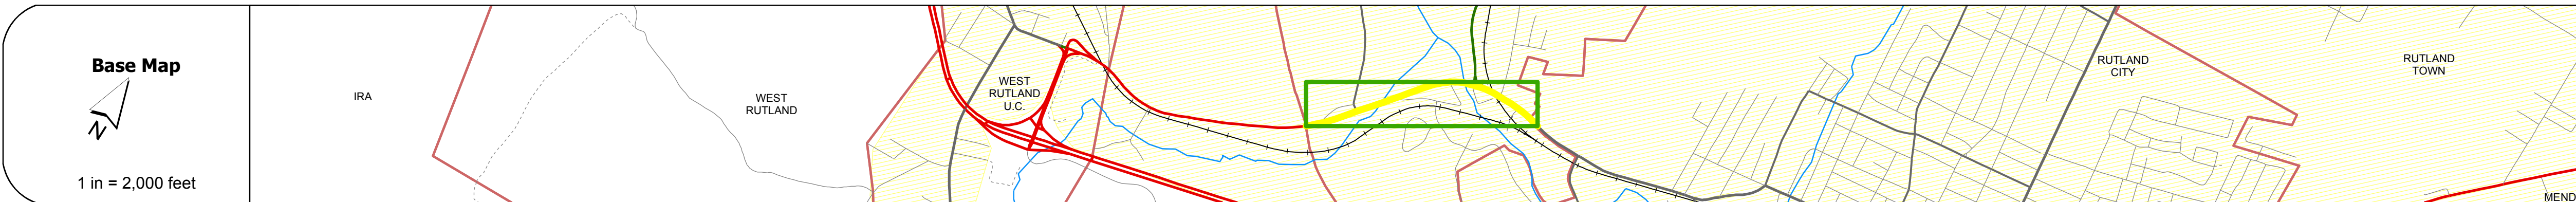 Base Map
N
1 in = 2,000 feet
IRA
WEST
RUTLAND
WEST
RUTLAND
U.C.
RUTLAND
CITY
RUTLAND
TOWN
MEND